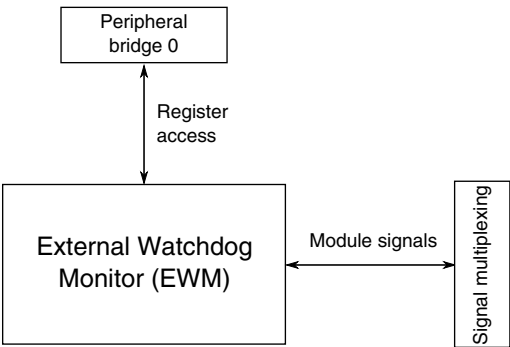 Peripheral
bridge 0
Register
access
External Watchdog
Monitor (EWM)
Module signals
Signal multiplexing